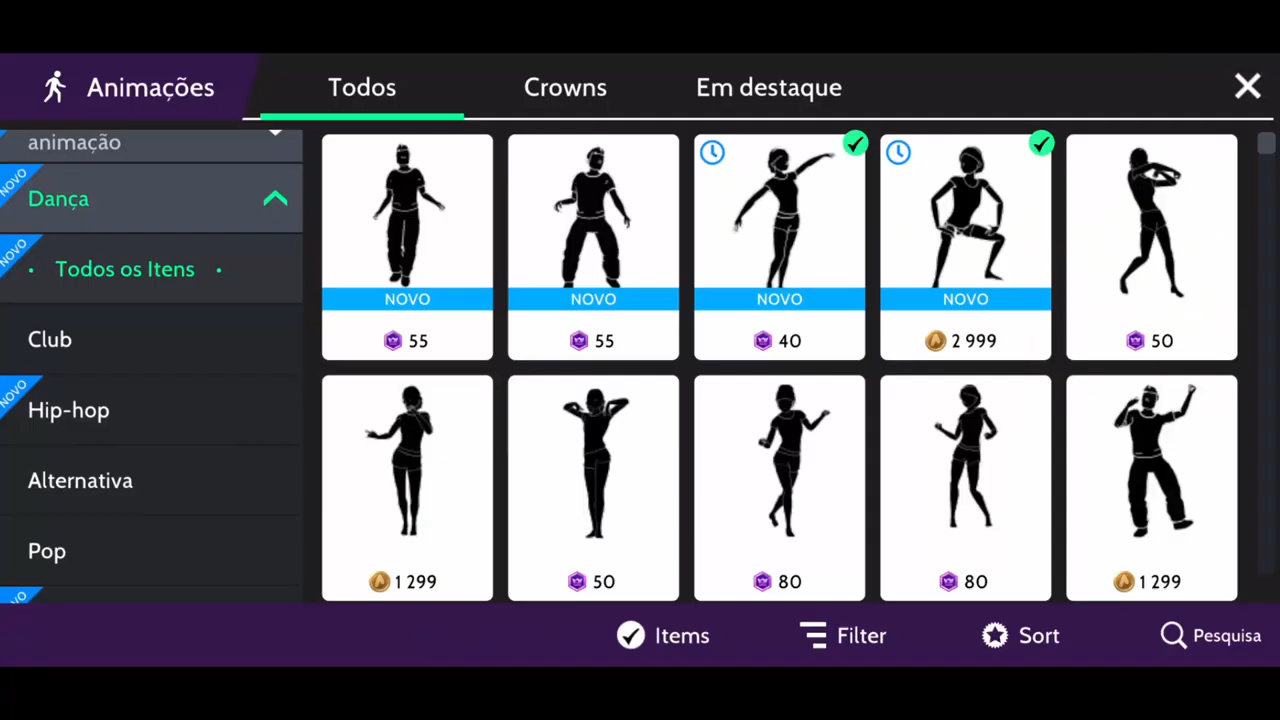 Animações
Todos
Crowns
Em destaque
animação
NOVO
Dança
NOVO
Todos os Itens
Club
NOVO
Hip-hop
Alternativa
Pop
NOVO
NOVO
NOVO
NOVO
NOVO
55
55
40
2 999
50
1 299
50
80
80
1 299
Items
Filter
Sort
Pesquisa